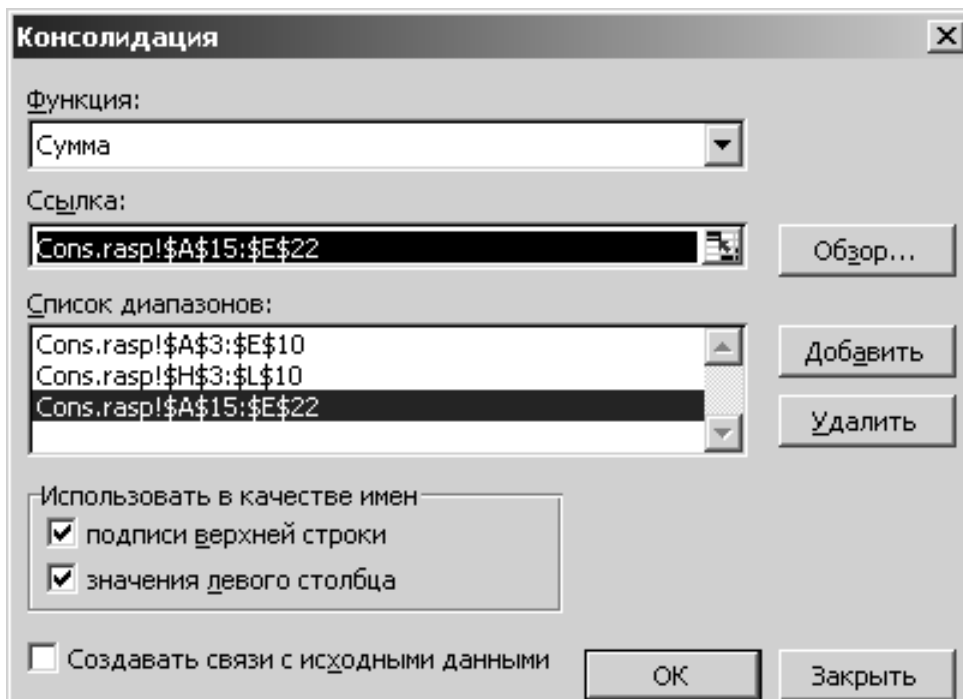 Консолидация
Функция:
Сумма
Ссылка:
Cons.rasp!$A$15:$E$22
Обзор...
Список диапазонов:
Cons.rasp!$A$3:$E$10
Cons.rasp!$H$3:$L$10
Cons.rasp!$A$15:$E$22
Добавить
Удалить
Использовать в качестве имен
подписи верхней строки
значения левого столбца
Создавать связи с исходными данными
ОК
Закрыть